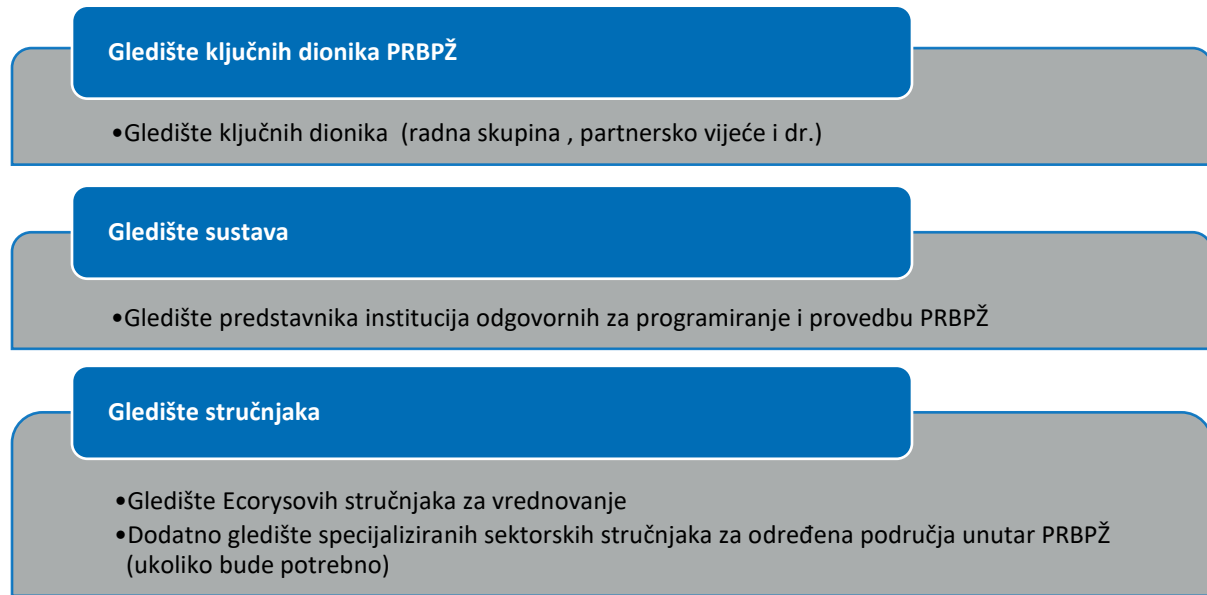 Gledište ključnih dionika PRBPŽ
•Gledište ključnih dionika  (radna skupina , partnersko vijeće i dr.)
Gledište sustava
•Gledište predstavnika institucija odgovornih za programiranje i provedbu PRBPŽ
Gledište stručnjaka
•Gledište Ecorysovih stručnjaka za vrednovanje
•Dodatno gledište specijaliziranih sektorskih stručnjaka za određena područja unutar PRBPŽ
(ukoliko bude potrebno)